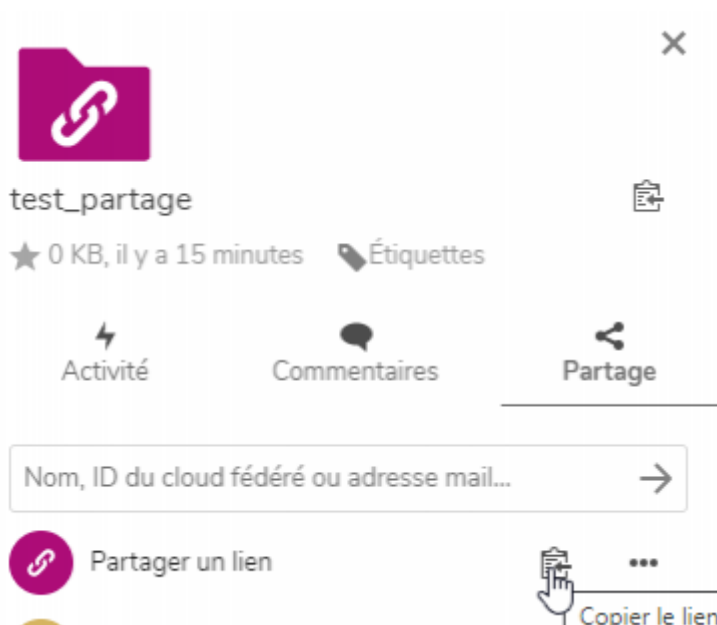 test_partage
0 KB, il y a 15 minutes Étiquettes
Activité Commentaires Partage
Nom, ID du cloud fédéré ou adresse mail...
Partager un lien
Copier le lien